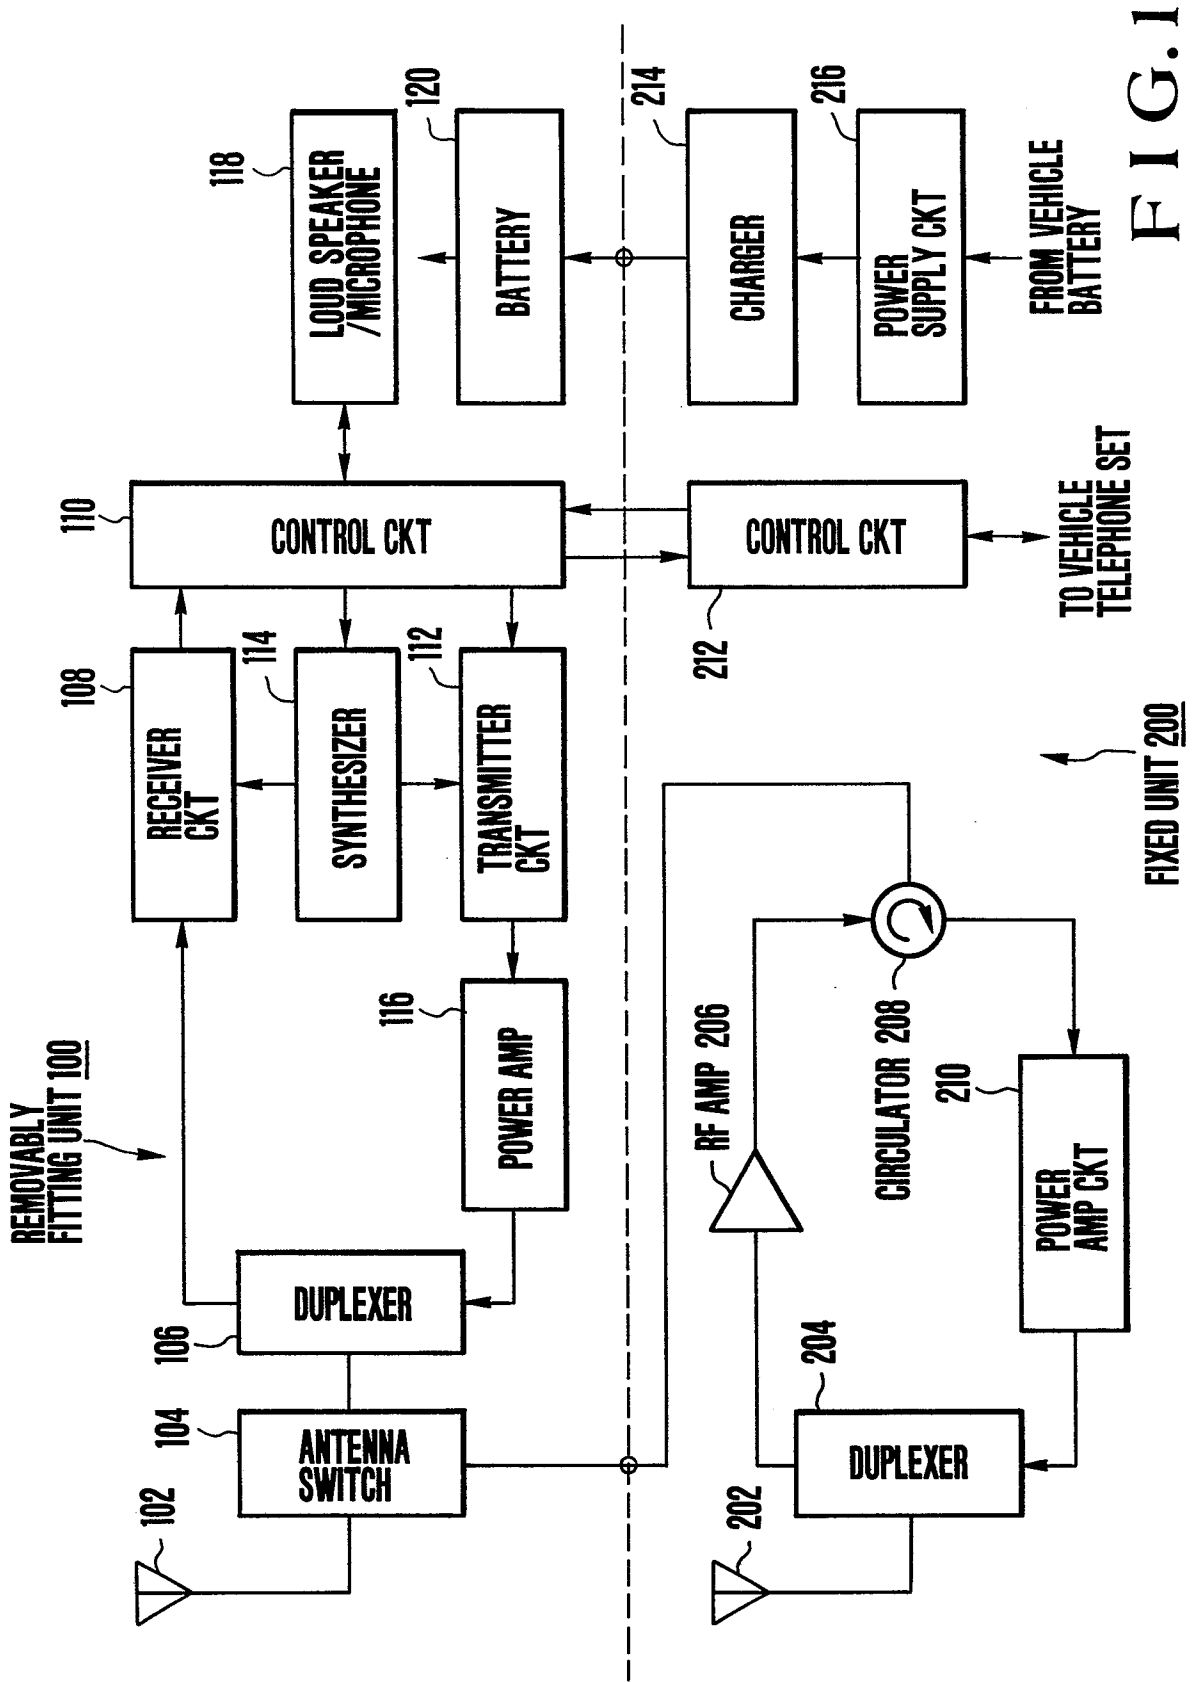 REMOVABLY
FITTING UNIT 100
102
104
ANTENNA
SWITCH
106
DUPLEXER
108
RECEIVER
CKT
114
SYNTHESIZER
112
TRANSMITTER
CKT
116
POWER AMP
110
CONTROL CKT
118
LOUD SPEAKER
/MICROPHONE
120
BATTERY
202
204
DUPLEXER
RF AMP 206
CIRCULATOR 208
210
POWER
AMP CKT
212
CONTROL CKT
214
CHARGER
216
POWER
SUPPLY CKT
TO VEHICLE
TELEPHONE SET
FROM VEHICLE
BATTERY
FIXED UNIT 200
FIG.1